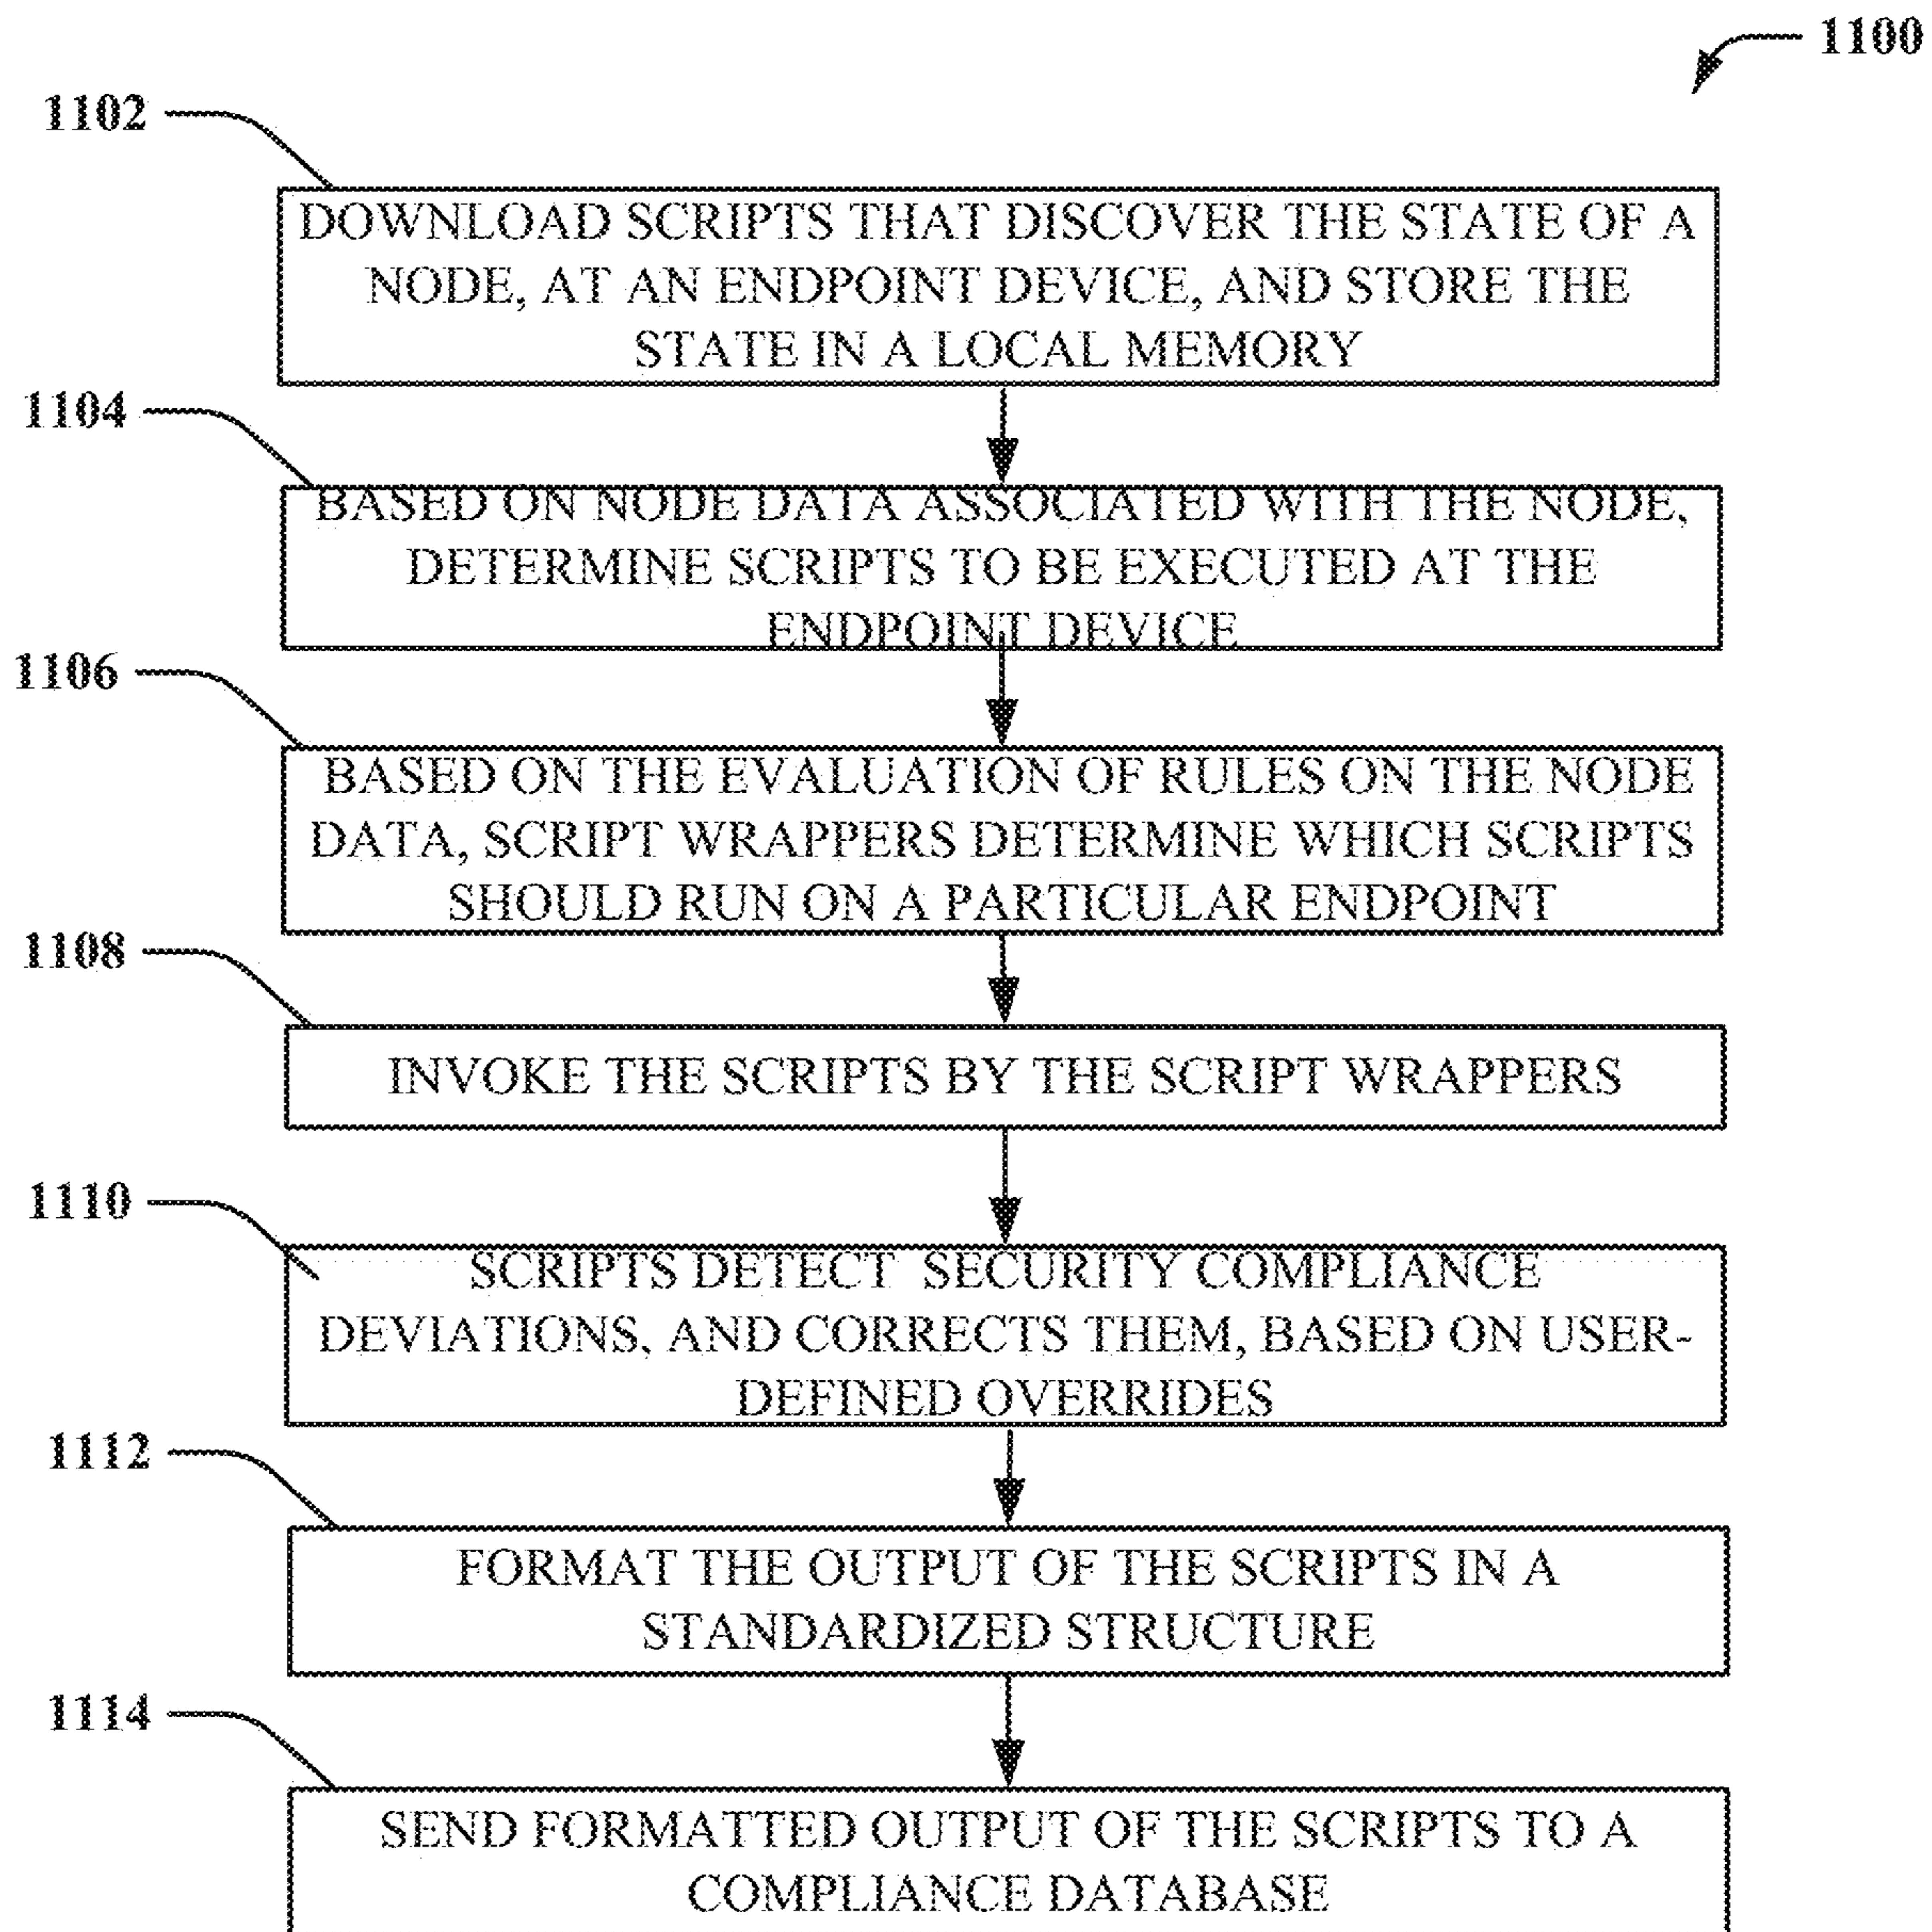 1100
1102
DOWNLOAD SCRIPTS THAT DISCOVER THE STATE OF A
NODE, AT AN ENDPOINT DEVICE, AND STORE THE
STATE IN A LOCAL MEMORY
1104
BASED ON NODE DATA ASSOCIATED WITH THE NODE,
DETERMINE SCRIPTS TO BE EXECUTED AT THE
ENDPOINT DEVICE
1106
BASED ON THE EVALUATION OF RULES ON THE NODE
DATA, SCRIPT WRAPPERS DETERMINE WHICH SCRIPTS
SHOULD RUN ON A PARTICULAR ENDPOINT
1108
INVOKE THE SCRIPTS BY THE SCRIPT WRAPPERS
1110
SCRIPTS DETECT SECURITY COMPLIANCE
DEVIATIONS, AND CORRECTS THEM, BASED ON USER-
DEFINED OVERRIDES
1112
FORMAT THE OUTPUT OF THE SCRIPTS IN A
STANDARDIZED STRUCTURE
1114
SEND FORMATTED OUTPUT OF THE SCRIPTS TO A
COMPLIANCE DATABASE